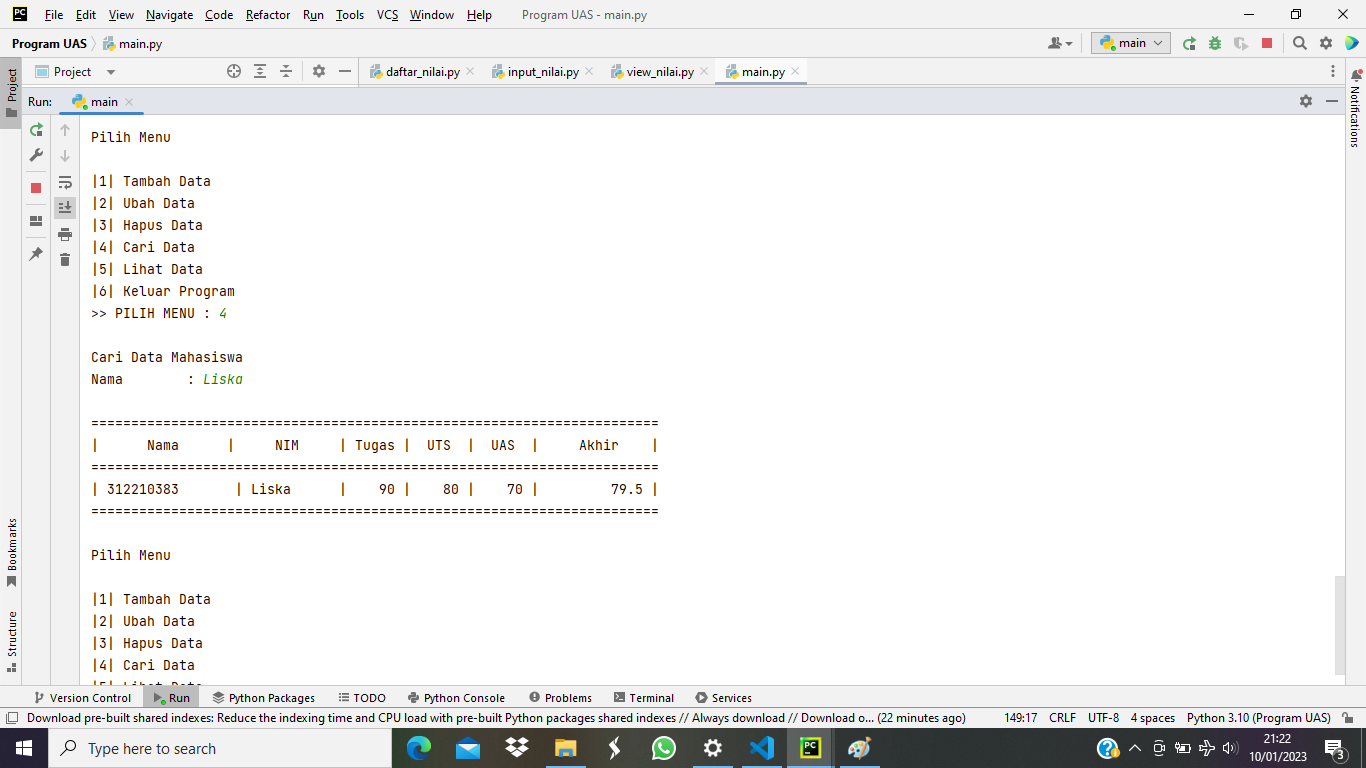 File Edit View Navigate Code Refactor Run Tools VCS Window Help Program UAS - main.py
Program UAS main.py main
Project daftar_nilai.py input_nilai.py view_nilai.py main.py
Project
Run: main
Notifications
Pilih Menu
|1| Tambah Data
|2| Ubah Data
|3| Hapus Data
|4| Cari Data
|5| Lihat Data
|6| Keluar Program
>> PILIH MENU : 4
Cari Data Mahasiswa
Nama : Liska
=======================================================================
| Nama | NIM | Tugas | UTS | UAS | Akhir |
=======================================================================
| 312210383 | Liska | 90 | 80 | 70 | 79.5 |
=======================================================================
Pilih Menu
|1| Tambah Data
|2| Ubah Data
|3| Hapus Data
|4| Cari Data
|5| Lihat Data
Bookmarks
Structure
Version Control Run Python Packages TODO Python Console Problems Terminal Services
Download pre-built shared indexes: Reduce the indexing time and CPU load with pre-built Python packages shared indexes // Always download // Download o... (22 minutes ago) 149:17 CRLF UTF-8 4 spaces Python 3.10 (Program UAS)
Type here to search
21:22
10/01/2023
3